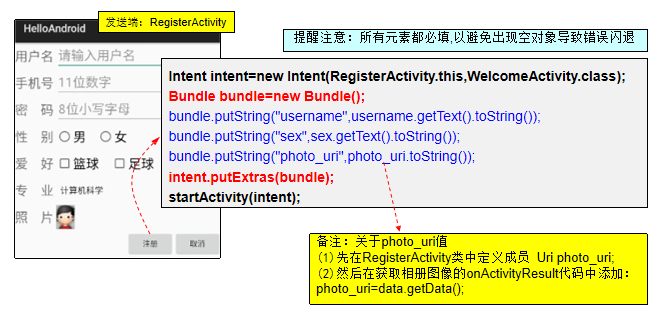 发送端：RegisterActivity
HelloAndroid
提醒注意：所有元素都必填,以避免出现空对象导致错误闪退
用户名 请输入用户名
手机号 11位数字
密 码 8位小写字母
性 别 男 女
爱 好 篮球 足球
专 业 计算机科学
照 片
注册 取消
Intent intent=new Intent(RegisterActivity.this,WelcomeActivity.class);
Bundle bundle=new Bundle();
bundle.putString("username",username.getText().toString());
bundle.putString("sex",sex.getText().toString());
bundle.putString("photo_uri",photo_uri.toString());
intent.putExtras(bundle);
startActivity(intent);
备注：关于photo_uri值
(1) 先在RegisterActivity类中定义成员 Uri photo_uri;
(2) 然后在获取相册图像的onActivityResult代码中添加：
photo_uri=data.getData();